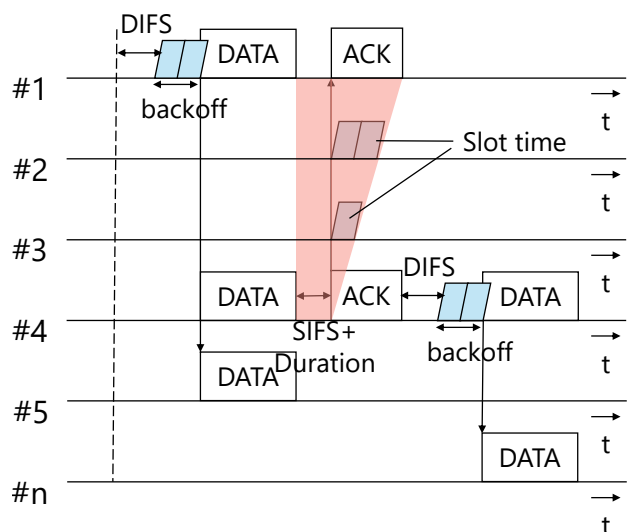 DIFS
DATA
ACK
#1
backoff
t
Slot time
#2
t
#3
t
DIFS
DATA
ACK
DATA
#4
SIFS+
Duration
backoff
t
DATA
#5
t
DATA
#n
t